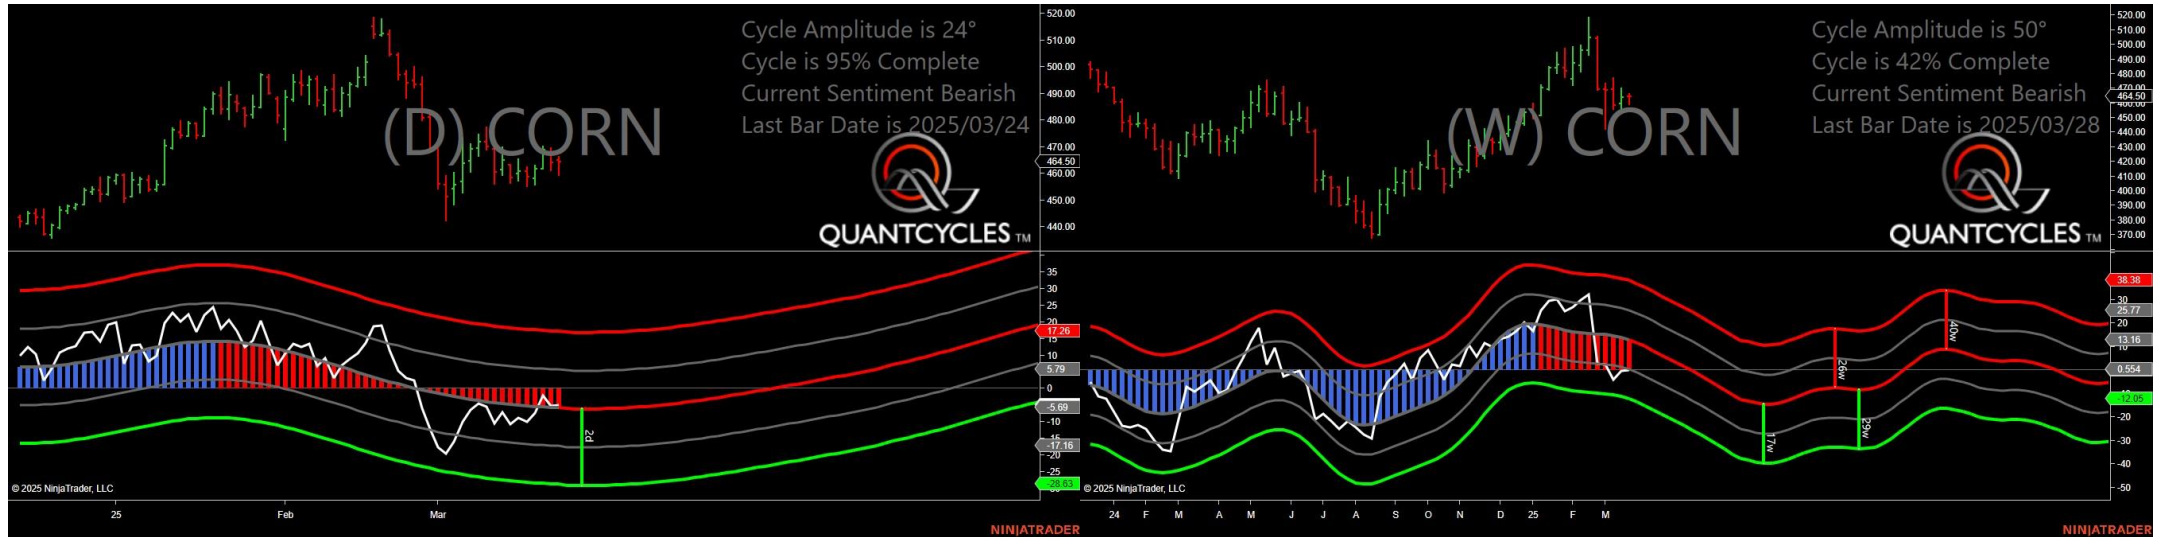 Cycle Amplitude is 24°
Cycle is 95% Complete
Current Sentiment Bearish
Last Bar Date is 2025/03/24
(D) CORN
QUANTCYCLES TM
520.00
510.00
500.00
490.00
480.00
470.00
464.50
460.00
450.00
440.00
35
30
25
20
17.26
15
10
5.79
0
-5.69
-10
-15
-17.16
-20
-25
-28.63
2d
© 2025 NinjaTrader, LLC
25 Feb Mar
NINJATRADER
Cycle Amplitude is 50°
Cycle is 42% Complete
Current Sentiment Bearish
Last Bar Date is 2025/03/28
(W) CORN
QUANTCYCLES TM
520.00
510.00
500.00
490.00
480.00
470.00
464.50
460.00
450.00
440.00
430.00
420.00
410.00
400.00
390.00
380.00
370.00
38.38
30
25.77
20
13.16
10
0.554
-12.05
-20
-30
-40
-50
17w
26w
29w
40w
© 2025 NinjaTrader, LLC
24 F M A M J J A S O N D 25 F M
NINJATRADER